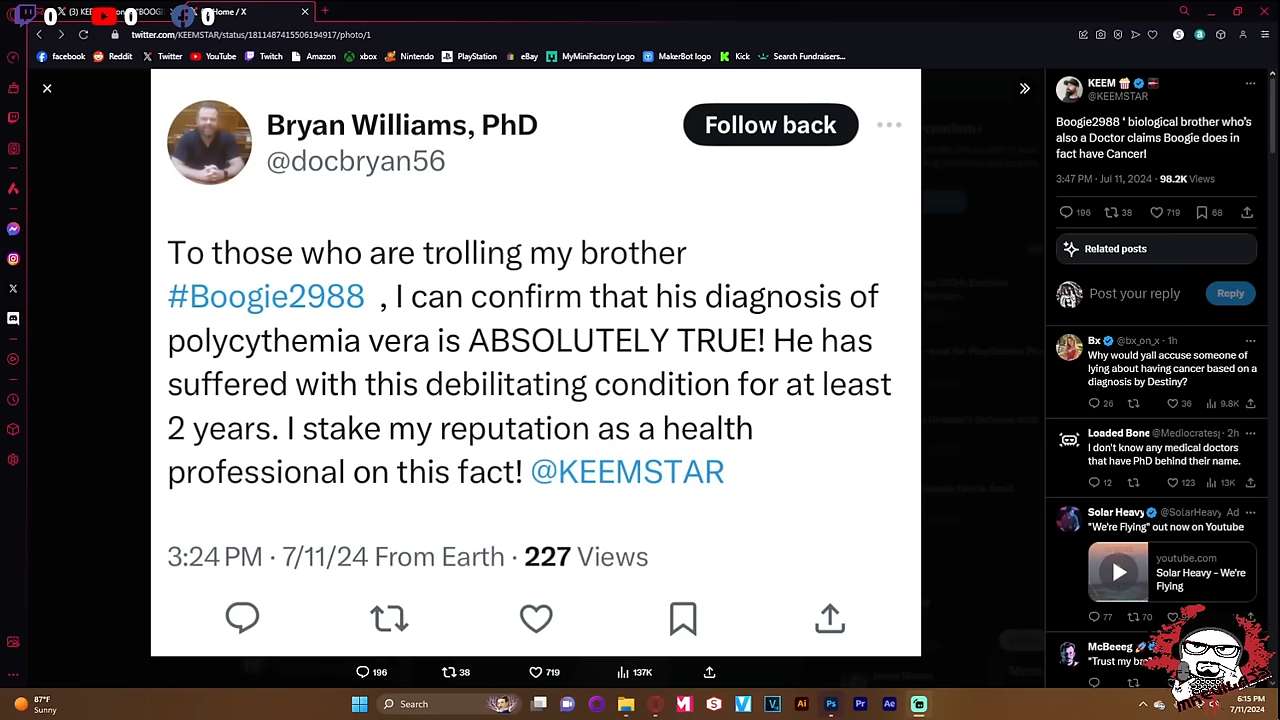 0
0
0
(3)
Home / X
twitter.com/KEEMSTAR/status/1811487415506194917/photo/1
facebook
Reddit
Twitter
YouTube
Twitch
Amazon
xbox
Nintendo
PlayStation
eBay
MyMiniFactory Logo
MakerBot logo
Kick
Search Fundraisers...
Bryan Williams, PhD
@docbryan56
Follow back
To those who are trolling my brother
#Boogie2988 , I can confirm that his diagnosis of
polycythemia vera is ABSOLUTELY TRUE! He has
suffered with this debilitating condition for at least
2 years. I stake my reputation as a health
professional on this fact! @KEEMSTAR
3:24 PM · 7/11/24 From Earth · 227 Views
196
38
719
137K
KEEM
@KEEMSTAR
Boogie2988 ‘ biological brother who's
also a Doctor claims Boogie does in
fact have Cancer!
3:47 PM · Jul 11, 2024 · 98.2K Views
196
38
719
68
Related posts
Post your reply
Reply
Bx @bx_on_x · 1h
Why would yall accuse someone of
lying about having cancer based on a
diagnosis by Destiny?
26
36
9.8K
Loaded Bone @Medlocrates · 2h
I don't know any medical doctors
that have PhD behind their name.
12
123
13K
Solar Heavy @SolarHeavy Ad
"We're Flying" out now on Youtube
youtube.com
Solar Heavy - We're
Flying
77
70
McBeeeg
"Trust my br
87°F
Sunny
Search
6:15 PM
7/11/2024